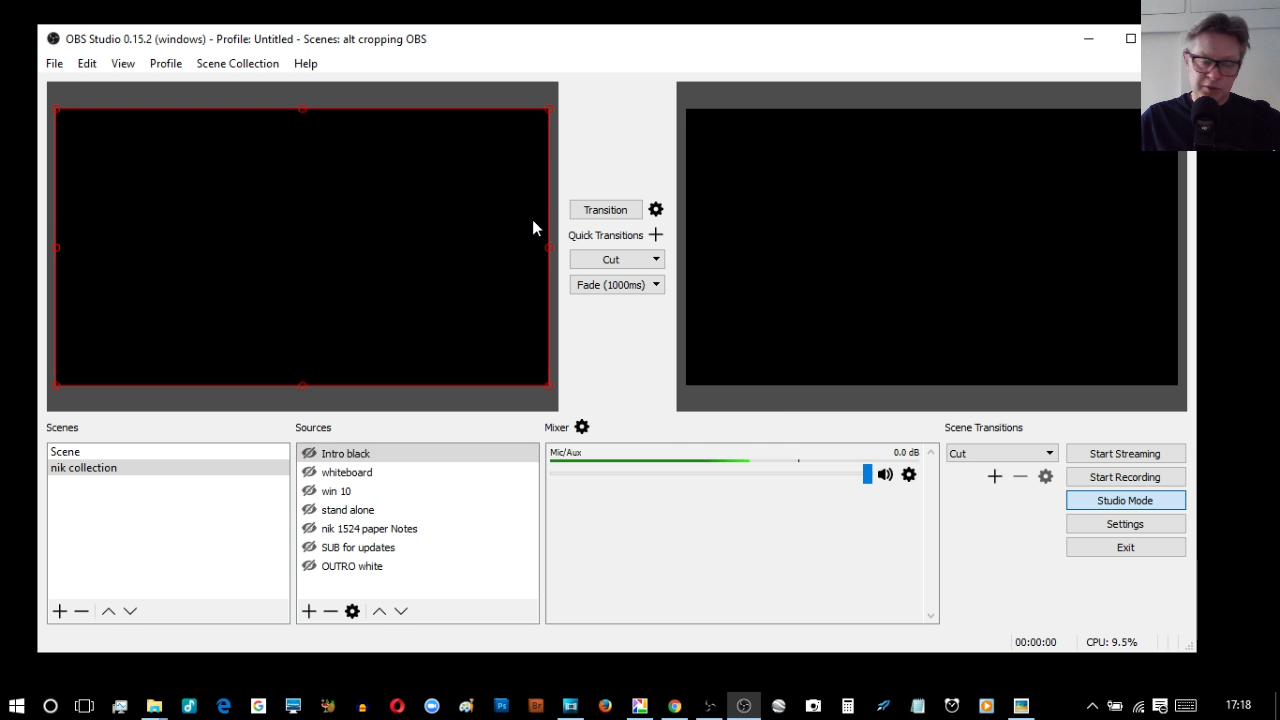 OBS Studio 0.15.2 (windows) - Profile: Untitled - Scenes: alt cropping OBS
File Edit View Profile Scene Collection Help
Transition
Quick Transitions
Cut
Fade (1000ms)
Scenes
Scene
nik collection
Sources
Intro black
whiteboard
win 10
stand alone
nik 1524 paper Notes
SUB for updates
OUTRO white
Mixer
Mic/Aux 0.0 dB
Scene Transitions
Cut
Start Streaming
Start Recording
Studio Mode
Settings
Exit
00:00:00 CPU: 9.5%
Ps Br 17:18